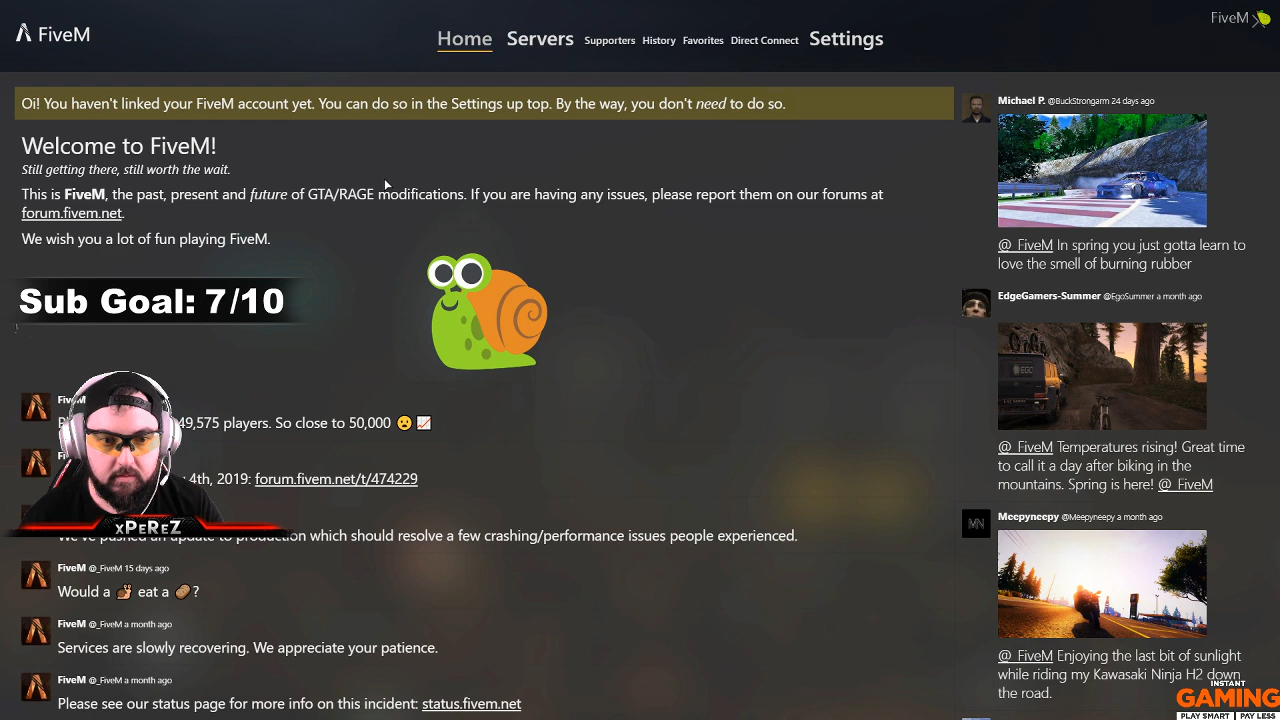 FiveM
Home Servers Supporters History Favorites Direct Connect Settings
FiveM
Oi! You haven't linked your FiveM account yet. You can do so in the Settings up top. By the way, you don't need to do so.
Welcome to FiveM!
Still getting there, still worth the wait.
This is FiveM, the past, present and future of GTA/RAGE modifications. If you are having any issues, please report them on our forums at
forum.fivem.net.
We wish you a lot of fun playing FiveM.
Sub Goal: 7/10
49,575 players. So close to 50,000 😮 📈
4th, 2019: forum.fivem.net/t/474229
xPEREZ
We've pushed an update to production which should resolve a few crashing/performance issues people experienced.
FiveM @_FiveM 15 days ago
Would a 🐌 eat a 🥔?
FiveM @_FiveM a month ago
Services are slowly recovering. We appreciate your patience.
FiveM @_FiveM a month ago
Please see our status page for more info on this incident: status.fivem.net
Michael P. @BuckStrongarm 24 days ago
@_FiveM In spring you just gotta learn to
love the smell of burning rubber
EdgeGamers-Summer @EgoSummer a month ago
@_FiveM Temperatures rising! Great time
to call it a day after biking in the
mountains. Spring is here! @_FiveM
Meepyneepy @Meepyneepy a month ago
MN
@_FiveM Enjoying the last bit of sunlight
while riding my Kawasaki Ninja H2 down
the road.
INSTANT
GAMING
PLAY SMART | PAY LESS